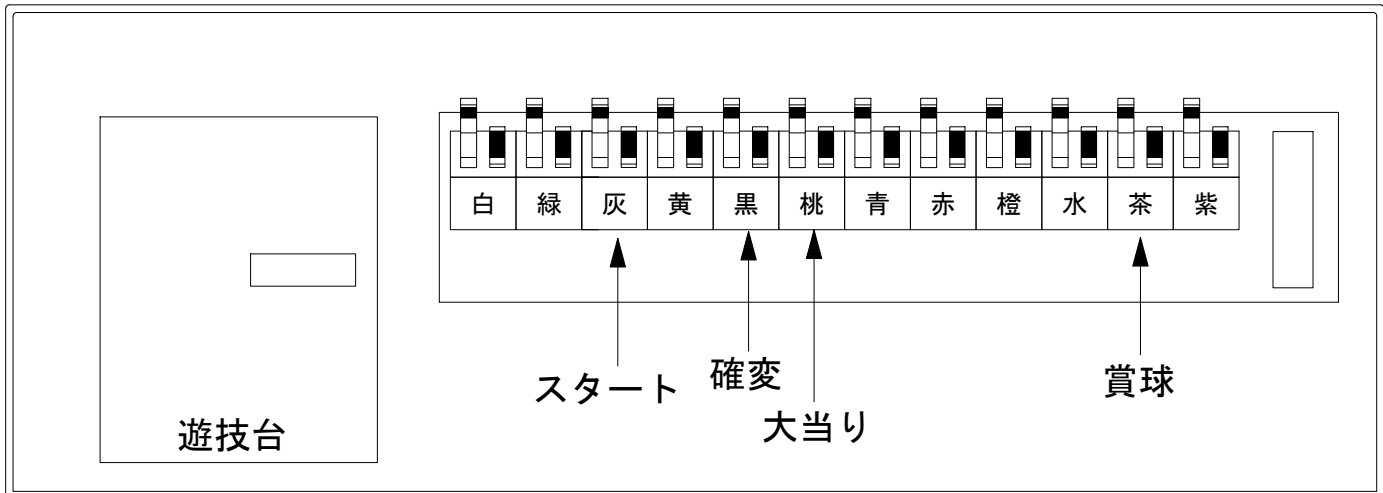 白 緑 灰 黄 黒 桃 青 赤 橙 水 茶 紫
スタート
確変
大当り
賞球
遊技台